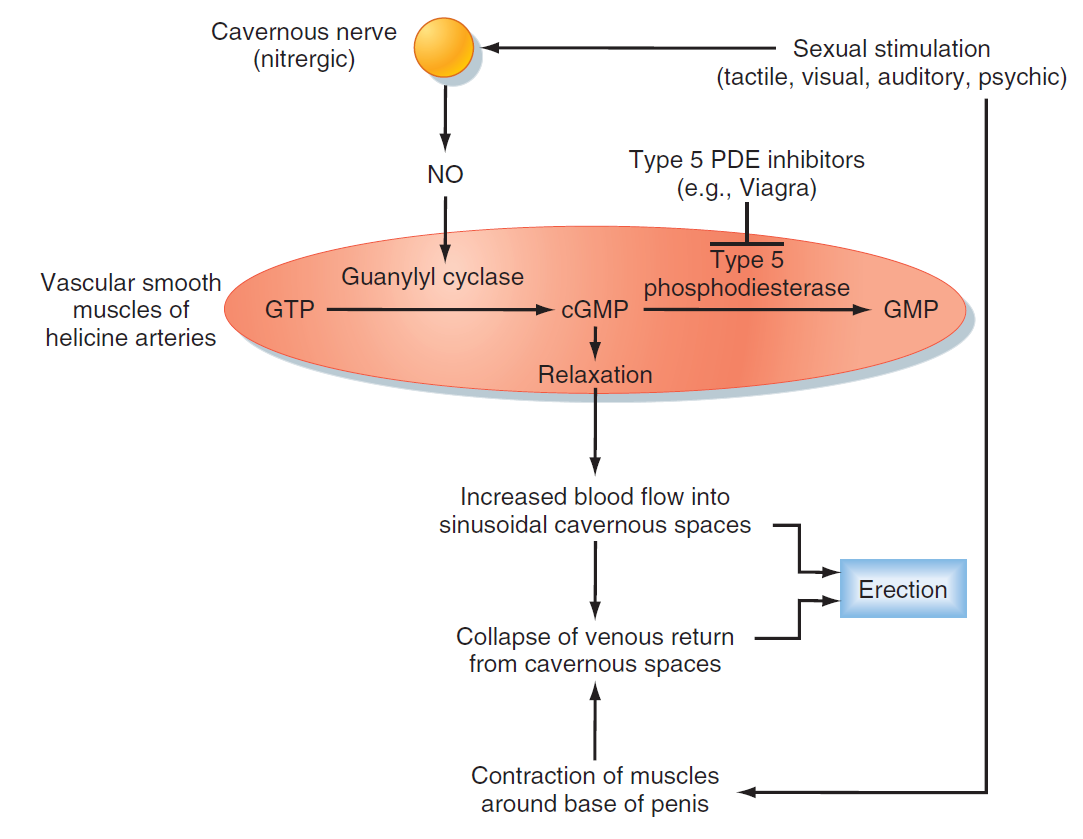 Cavernous nerve
(nitrergic)
Sexual stimulation
(tactile, visual, auditory, psychic)
NO
Type 5 PDE inhibitors
(e.g., Viagra)
Vascular smooth
muscles of
helicine arteries
Guanylyl cyclase
Type 5
phosphodiesterase
GTP
cGMP
GMP
Relaxation
Increased blood flow into
sinusoidal cavernous spaces
Erection
Collapse of venous return
from cavernous spaces
Contraction of muscles
around base of penis